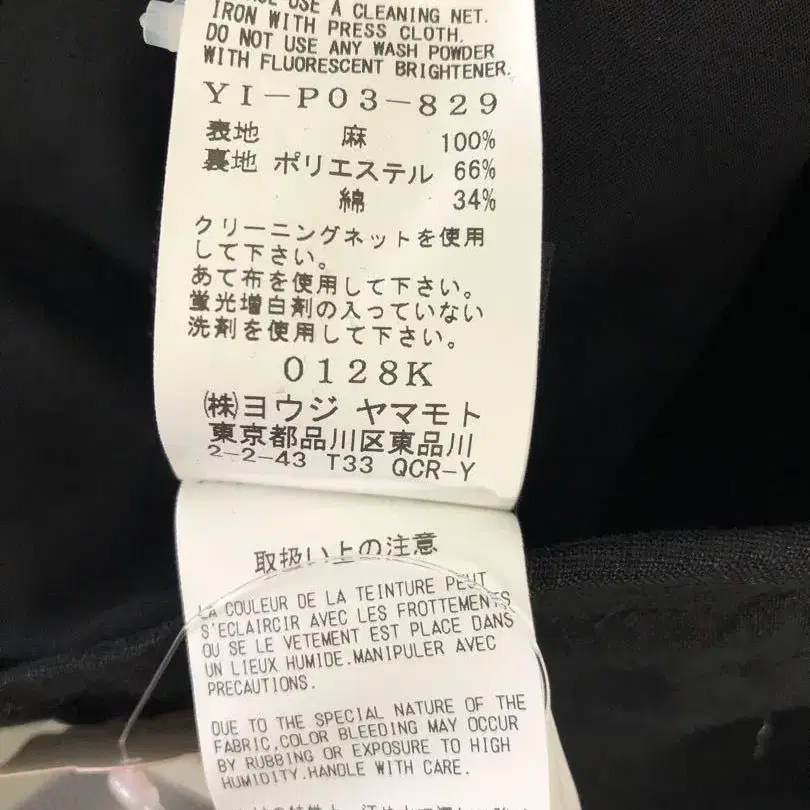 USE A CLEANING NET.
IRON WITH PRESS CLOTH.
DO NOT USE ANY WASH POWDER
WITH FLUORESCENT BRIGHTENER.
YI-P03-829
表地 麻 100%
裏地 ポリエステル 66%
綿 34%
クリーニングネットを使用
して下さい。
あて布を使用して下さい。
蛍光増白剤の入っていない
洗剤を使用して下さい。
0128K
㈱ヨウジ ヤマモト
東京都品川区東品川
2-2-43 T33 QCR-Y
取扱い上の注意
LA COULEUR DE LA TEINTURE PEUT
S'ECLAIRCIR AVEC LES FROTTEMENTS
OU SE LE VETEMENT EST PLACE DANS
UN LIEUX HUMIDE.MANIPULER AVEC
PRECAUTIONS.
DUE TO THE SPECIAL NATURE OF THE
FABRIC,COLOR BLEEDING MAY OCCUR
BY RUBBING OR EXPOSURE TO HIGH
HUMIDITY.HANDLE WITH CARE.